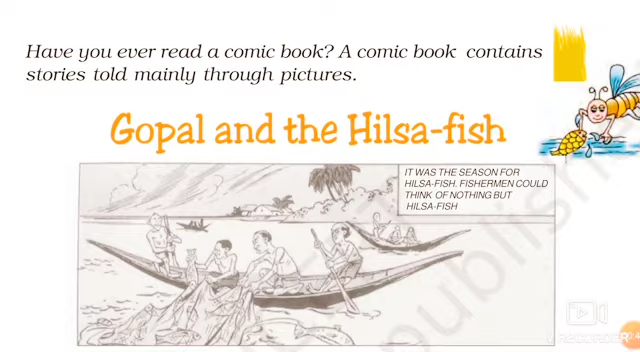 Have you ever read a comic book? A comic book contains
stories told mainly through pictures.
Gopal and the Hilsa-fish
IT WAS THE SEASON FOR
HILSA-FISH. FISHERMEN COULD
THINK OF NOTHING BUT
HILSA-FISH
RECORDER